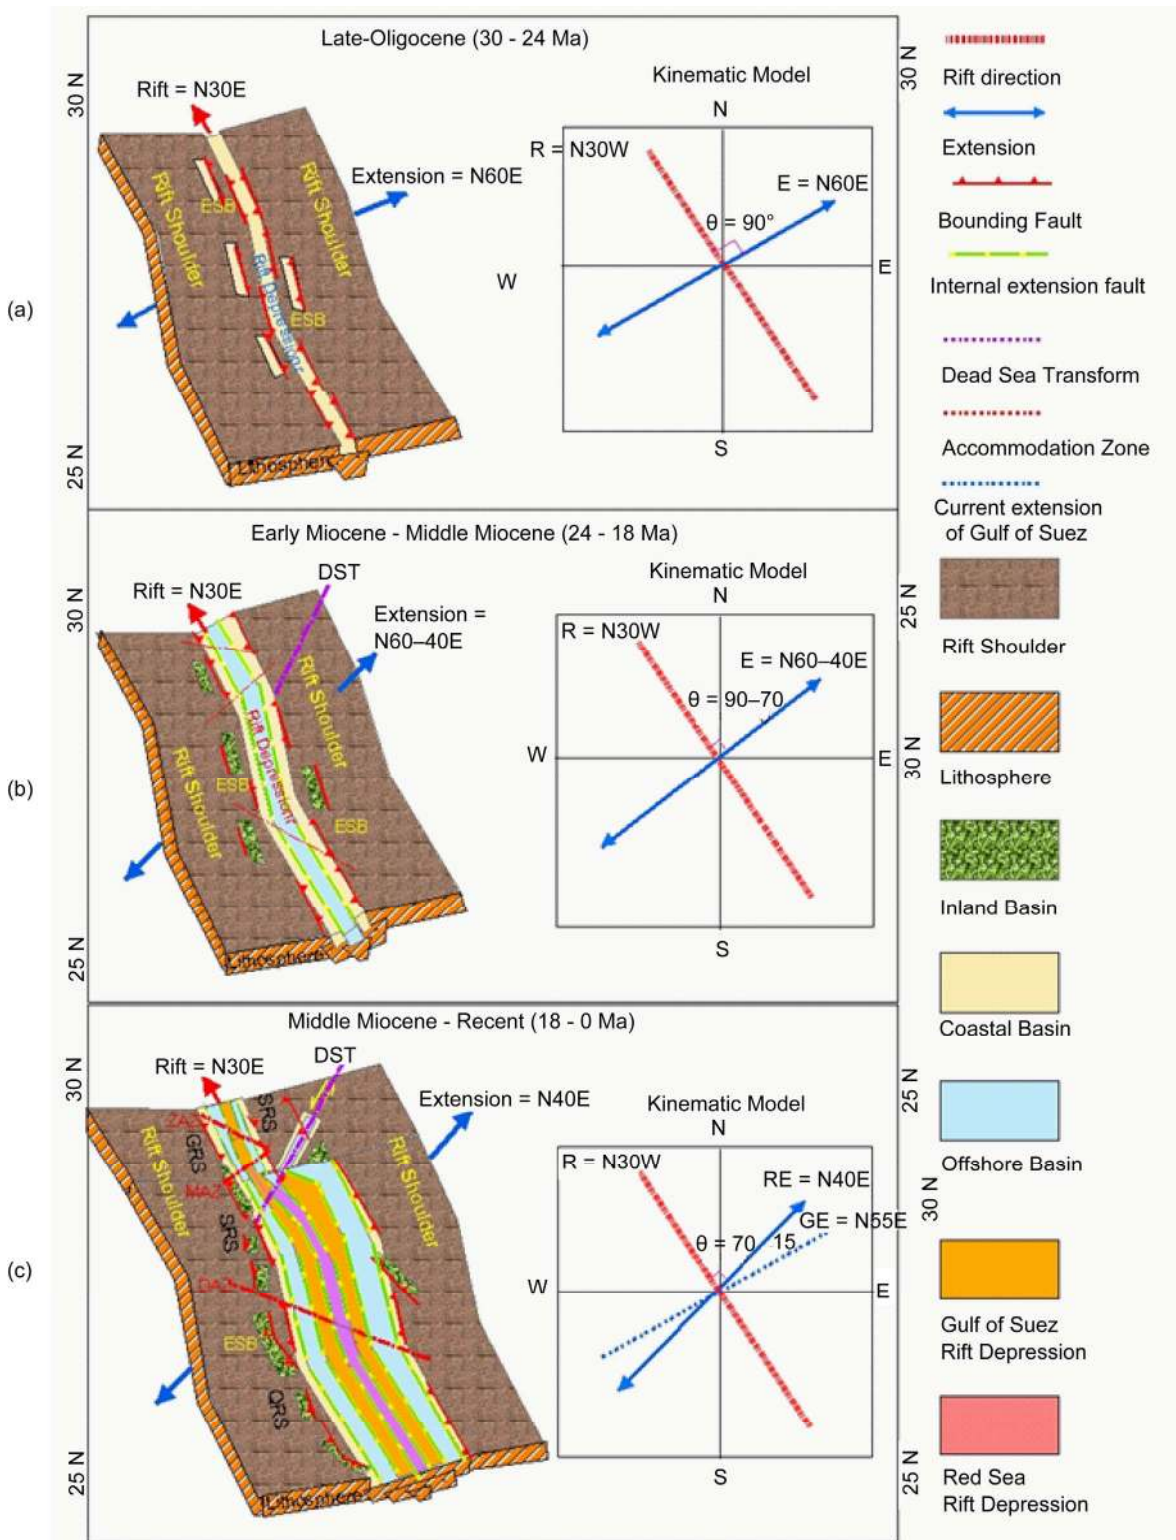 (a)
Late-Oligocene (30 - 24 Ma)
30 N
25 N
Rift = N30E
Extension = N60E
Rift Shoulder
Rift Shoulder
ESB
ESB
Rift Depression
Lithosphere
Kinematic Model
N
R = N30W
E = N60E
θ = 90°
W
E
S
30 N
(b)
Early Miocene - Middle Miocene (24 - 18 Ma)
30 N
25 N
Rift = N30E
DST
Extension =
N60–40E
Rift Shoulder
Rift Shoulder
ESB
ESB
Rift Depression
Lithosphere
Kinematic Model
N
R = N30W
E = N60–40E
θ = 90–70
W
E
S
25 N
30 N
(c)
Middle Miocene - Recent (18 - 0 Ma)
30 N
25 N
Rift = N30E
DST
Extension = N40E
Rift Shoulder
Rift Shoulder
SRS
GRS
MAZ
SRS
ESB
QRS
Lithosphere
Kinematic Model
N
R = N30W
RE = N40E
GE = N55E
θ = 70
15
W
E
S
25 N
30 N
25 N
Rift direction
Extension
Bounding Fault
Internal extension fault
Dead Sea Transform
Accommodation Zone
Current extension
of Gulf of Suez
Rift Shoulder
Lithosphere
Inland Basin
Coastal Basin
Offshore Basin
Gulf of Suez
Rift Depression
Red Sea
Rift Depression